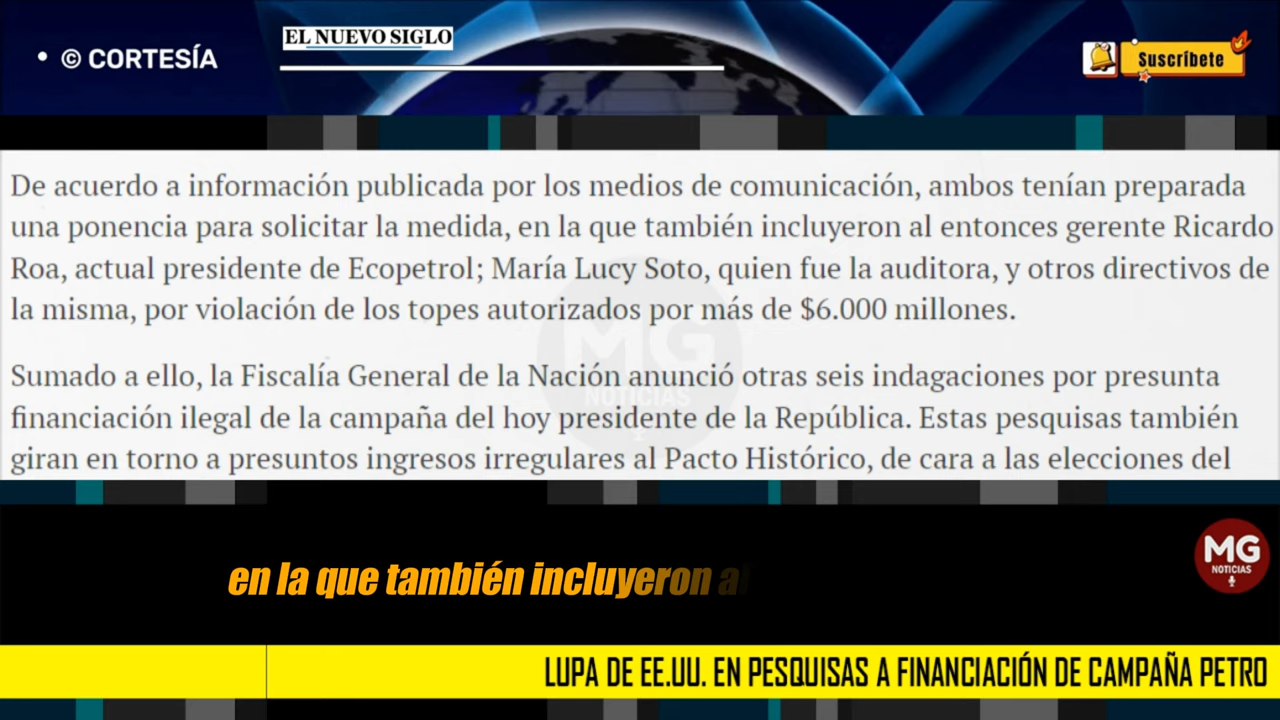 • © CORTESÍA
EL NUEVO SIGLO
Suscríbete
De acuerdo a información publicada por los medios de comunicación, ambos tenían preparada
una ponencia para solicitar la medida, en la que también incluyeron al entonces gerente Ricardo
Roa, actual presidente de Ecopetrol; María Lucy Soto, quien fue la auditora, y otros directivos de
la misma, por violación de los topes autorizados por más de $6.000 millones.
Sumado a ello, la Fiscalía General de la Nación anunció otras seis indagaciones por presunta
financiación ilegal de la campaña del hoy presidente de la República. Estas pesquisas también
giran en torno a presuntos ingresos irregulares al Pacto Histórico, de cara a las elecciones del
MG
NOTICIAS
en la que también incluyeron al
MG
NOTICIAS
LUPA DE EE.UU. EN PESQUISAS A FINANCIACIÓN DE CAMPAÑA PETRO